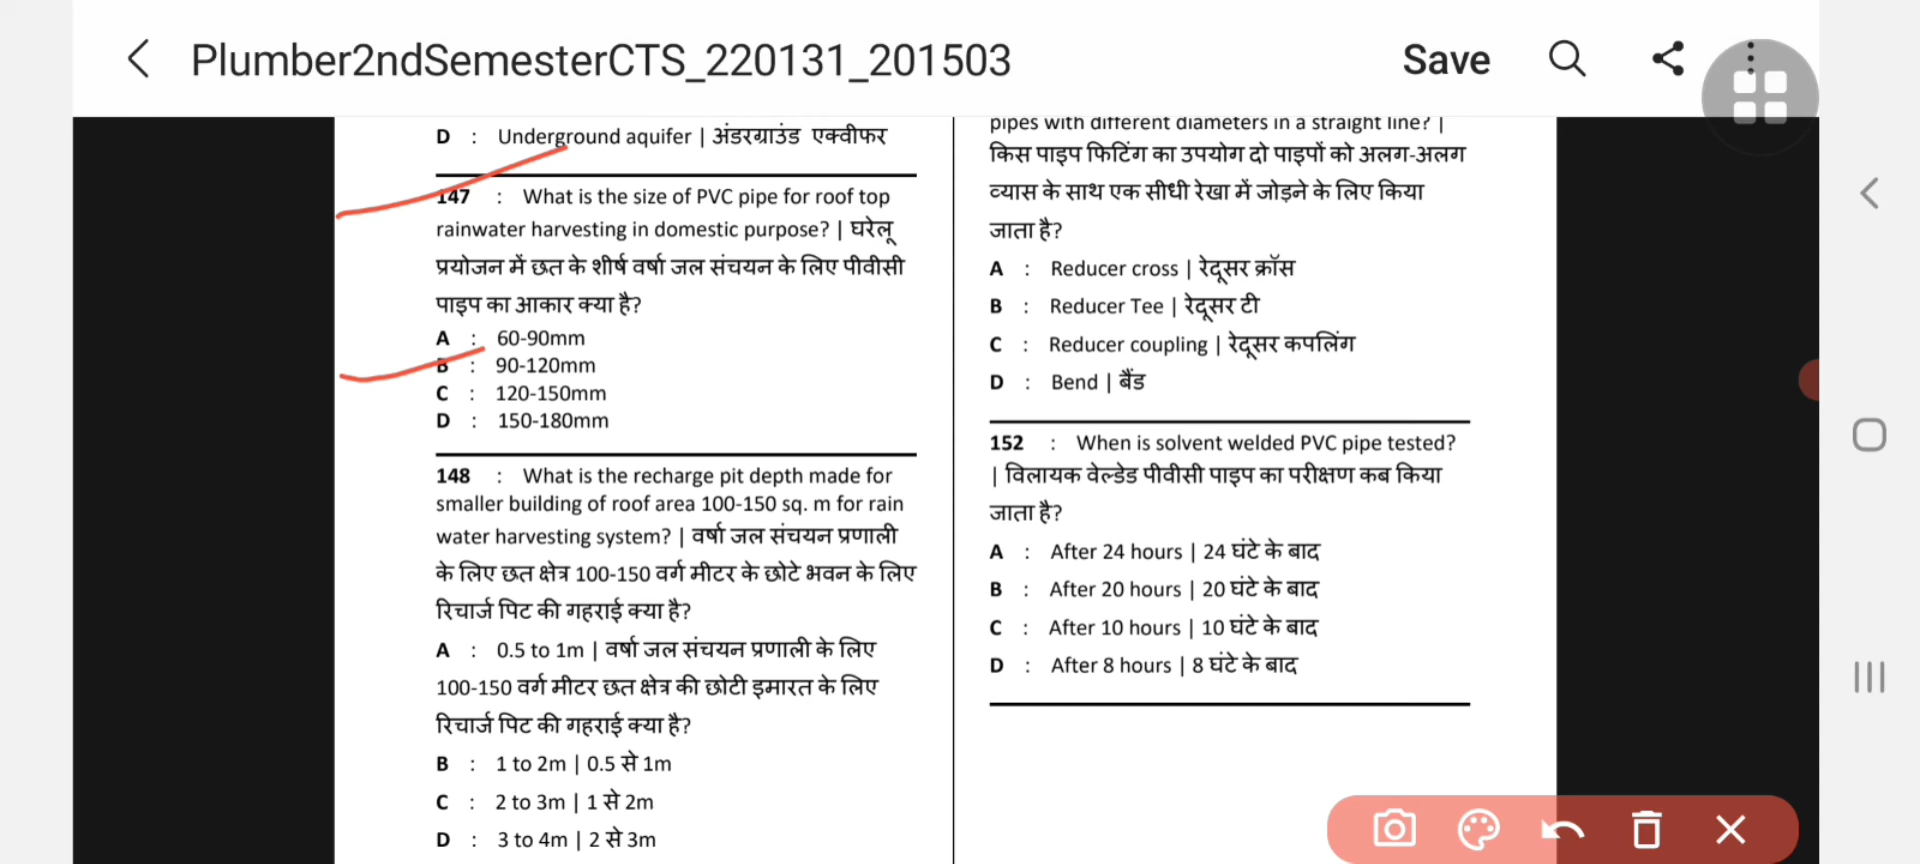 Plumber2ndSemesterCTS_220131_201503
Save
D : Underground aquifer | अंडरग्राउंड एक्वीफर
147 : What is the size of PVC pipe for roof top
rainwater harvesting in domestic purpose? | घरेलू
प्रयोजन में छत के शीर्ष वर्षा जल संचयन के लिए पीवीसी
पाइप का आकार क्या है?
A : 60-90mm
B : 90-120mm
C : 120-150mm
D : 150-180mm
148 : What is the recharge pit depth made for
smaller building of roof area 100-150 sq. m for rain
water harvesting system? | वर्षा जल संचयन प्रणाली
के लिए छत क्षेत्र 100-150 वर्ग मीटर के छोटे भवन के लिए
रिचार्ज पिट की गहराई क्या है?
A : 0.5 to 1m | वर्षा जल संचयन प्रणाली के लिए
100-150 वर्ग मीटर छत क्षेत्र की छोटी इमारत के लिए
रिचार्ज पिट की गहराई क्या है?
B : 1 to 2m | 0.5 से 1m
C : 2 to 3m | 1 से 2m
D : 3 to 4m | 2 से 3m
pipes with different diameters in a straight line? |
किस पाइप फिटिंग का उपयोग दो पाइपों को अलग-अलग
व्यास के साथ एक सीधी रेखा में जोड़ने के लिए किया
जाता है?
A : Reducer cross | रेदूसर क्रॉस
B : Reducer Tee | रेदूसर टी
C : Reducer coupling | रेदूसर कपलिंग
D : Bend | बैंड
152 : When is solvent welded PVC pipe tested?
| विलायक वेल्डेड पीवीसी पाइप का परीक्षण कब किया
जाता है?
A : After 24 hours | 24 घंटे के बाद
B : After 20 hours | 20 घंटे के बाद
C : After 10 hours | 10 घंटे के बाद
D : After 8 hours | 8 घंटे के बाद